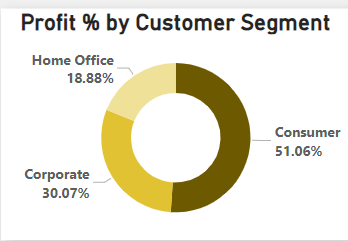 Profit % by Customer Segment
Home Office
18.88%
Consumer
51.06%
Corporate
30.07%